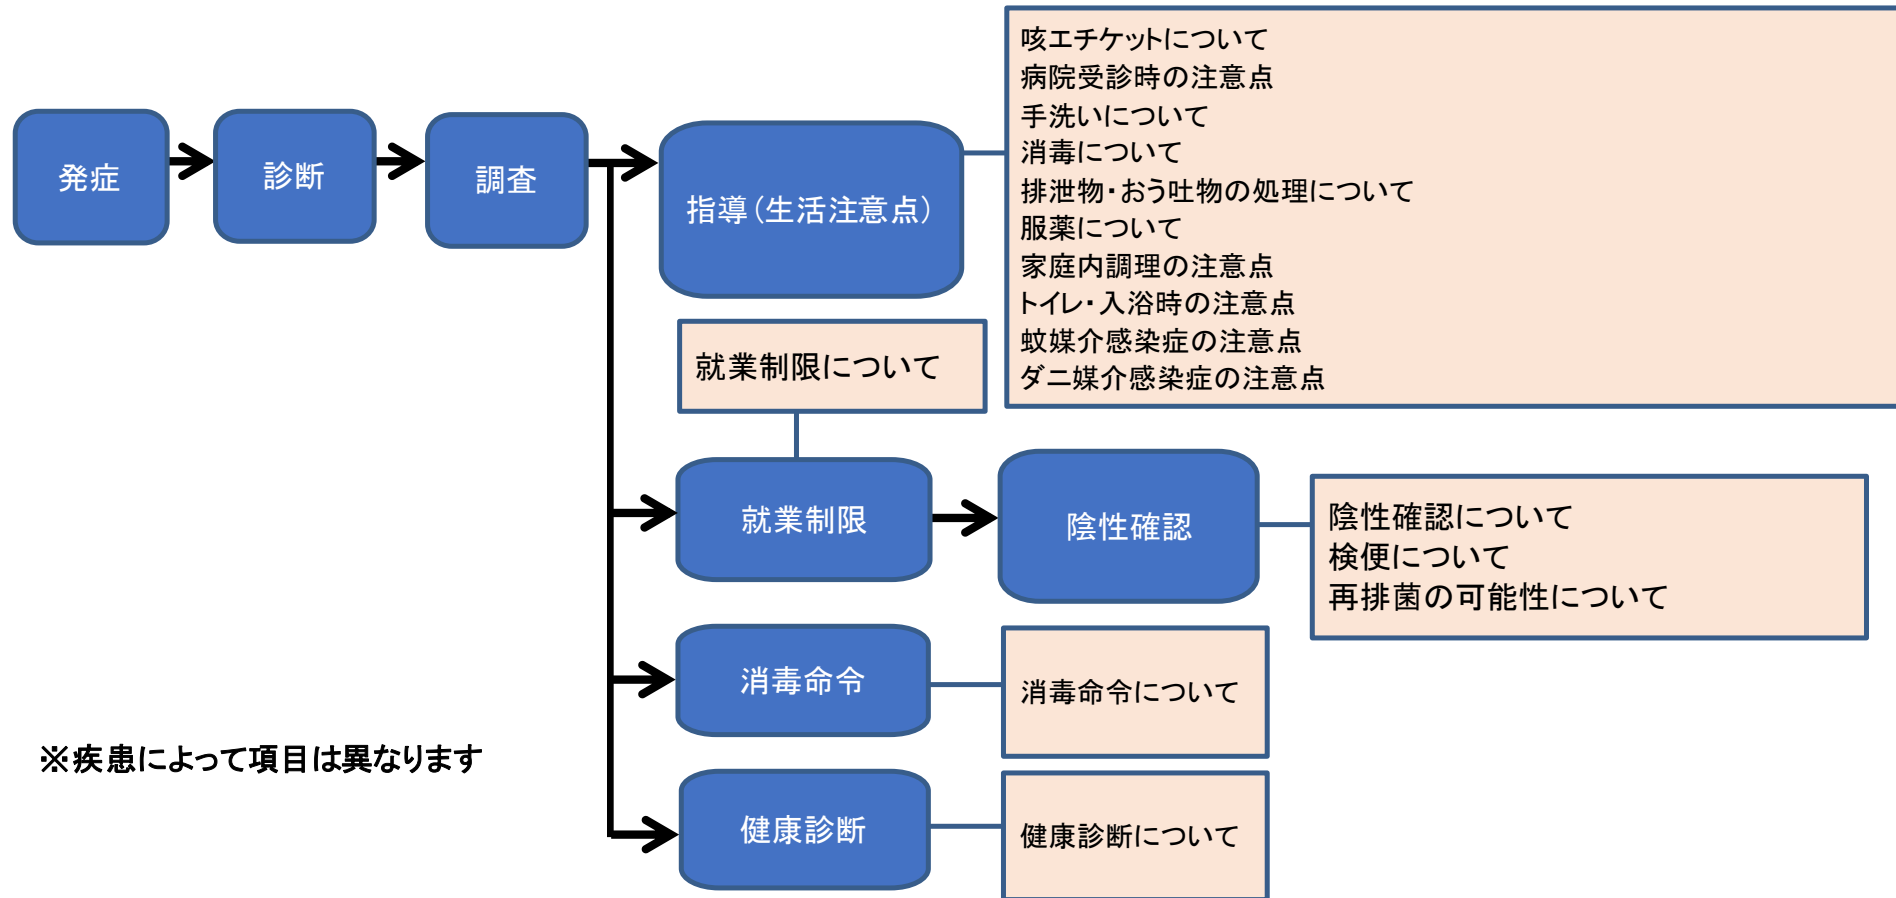 発症
診断
調査
指導(生活注意点)
咳エチケットについて
病院受診時の注意点
手洗いについて
消毒について
排泄物・おう吐物の処理について
服薬について
家庭内調理の注意点
トイレ・入浴時の注意点
蚊媒介感染症の注意点
ダニ媒介感染症の注意点
就業制限について
就業制限
陰性確認
陰性確認について
検便について
再排菌の可能性について
消毒命令
消毒命令について
※疾患によって項目は異なります
健康診断
健康診断について